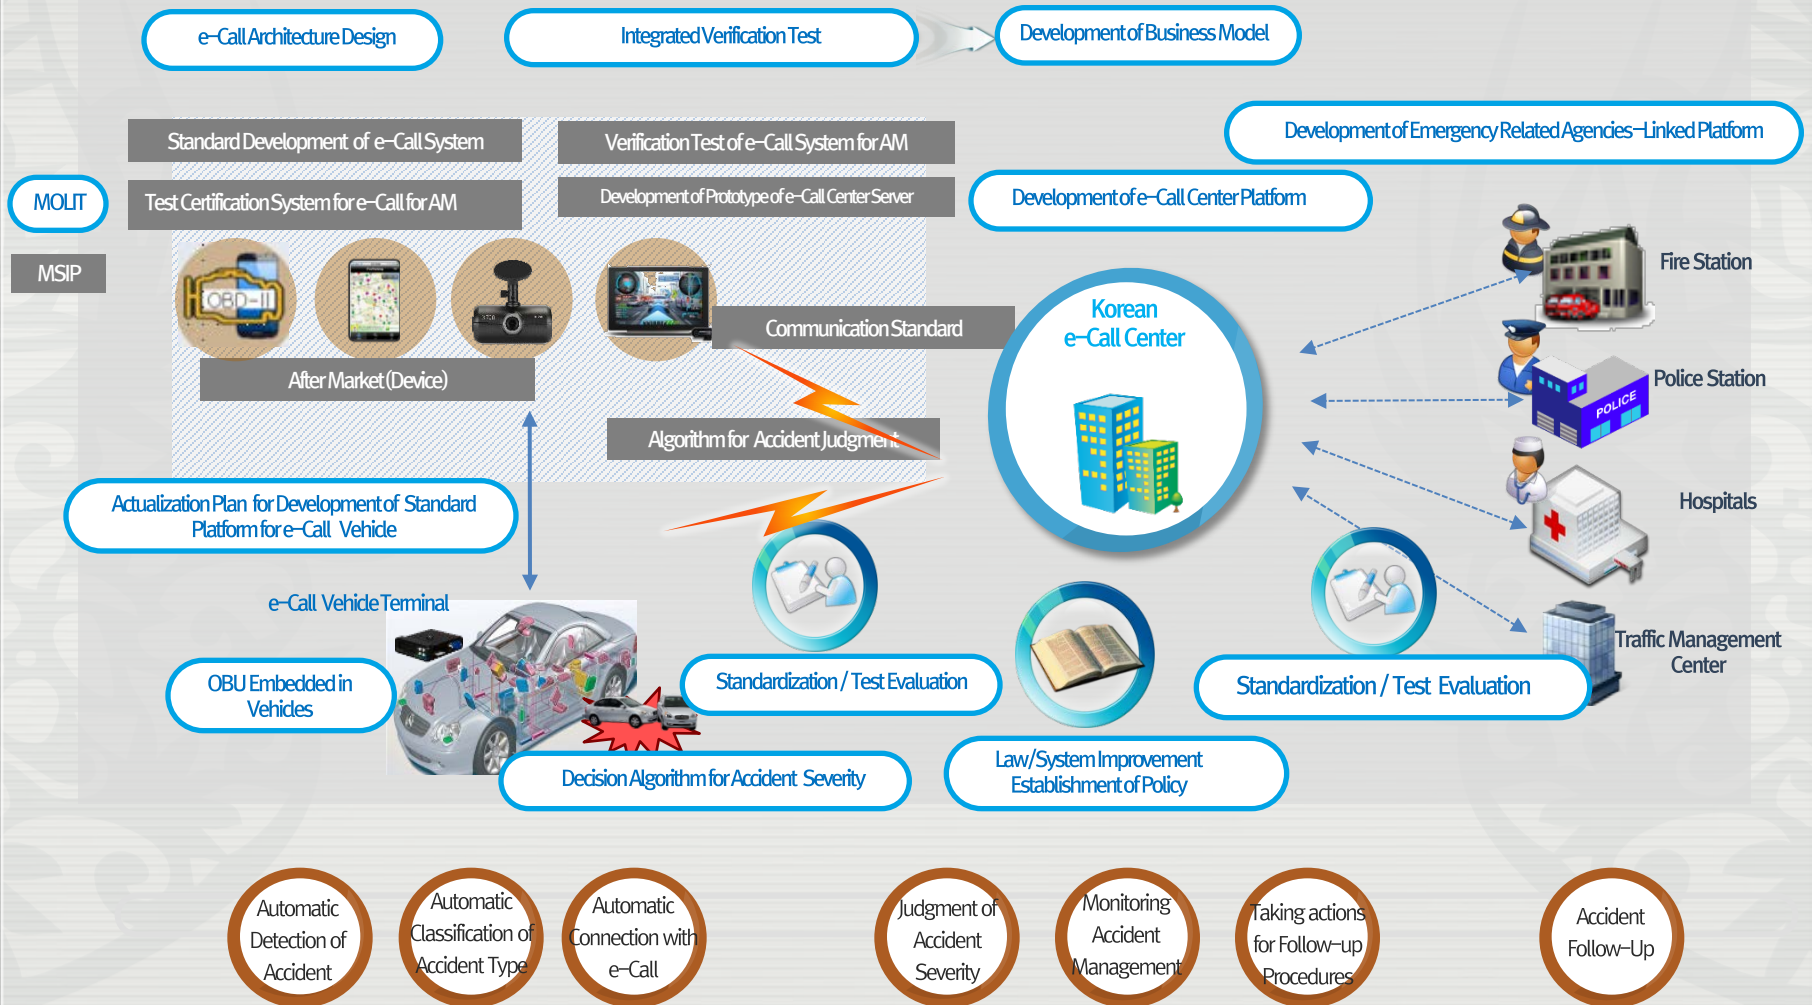 e-Call Architecture Design
Integrated Verification Test
Development of Business Model
Standard Development of e-Call System
Verification Test of e-Call System for AM
Development of Emergency Related Agencies-Linked Platform
MOLIT
Test Certification System for e-Call for AM
Development of Prototype of e-Call Center Server
Development of e-Call Center Platform
MSIP
OBD-II
Communication Standard
Korean
e-Call Center
Fire Station
After Market (Device)
Police Station
POLICE
Algorithm for Accident Judgment
Actualization Plan for Development of Standard
Platform for e-Call Vehicle
Hospitals
e-Call Vehicle Terminal
Traffic Management
Center
OBU Embedded in
Vehicles
Standardization / Test Evaluation
Standardization / Test Evaluation
Decision Algorithm for Accident Severity
Law/System Improvement
Establishment of Policy
Automatic
Detection of
Accident
Automatic
Classification of
Accident Type
Automatic
Connection with
e-Call
Judgment of
Accident
Severity
Monitoring
Accident
Management
Taking actions
for Follow-up
Procedures
Accident
Follow-Up